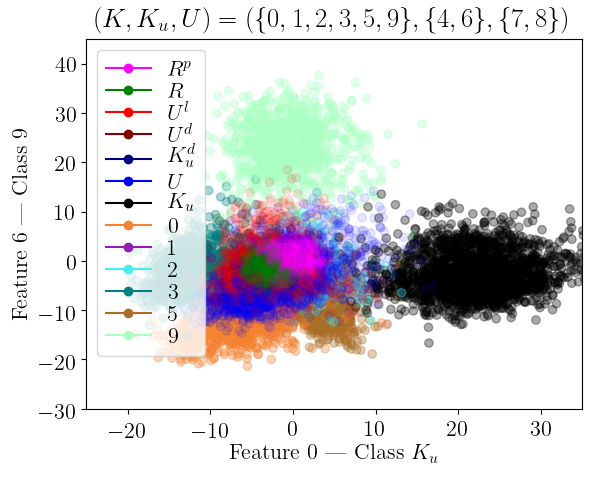 (K, K_u, U) = ({0, 1, 2, 3, 5, 9}, {4, 6}, {7, 8})
R^p
R
U^l
U^d
K_u^d
U
K_u
0
1
2
3
5
9
40
30
20
10
0
−10
−20
−30
Feature 6 — Class 9
−20 −10 0 10 20 30
Feature 0 — Class K_u